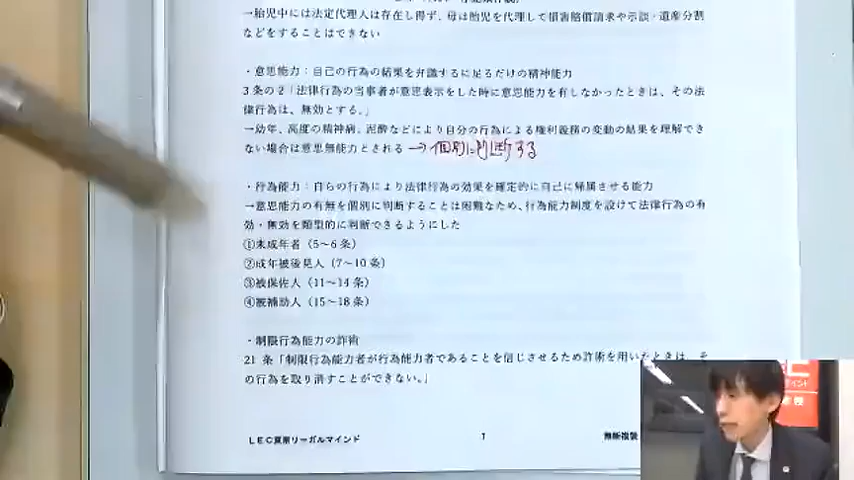 →胎児中には法定代理人は存在し得ず、母は胎児を代理して損害賠償請求や示談・遺産分割
などをすることはできない
・意思能力：自己の行為の結果を弁識するに足るだけの精神能力
3条の2「法律行為の当事者が意思表示をした時に意思能力を有しなかったときは、その法
律行為は、無効とする。」
→幼年、高度の精神病、泥酔などにより自分の行為による権利義務の変動の結果を理解でき
ない場合は意思無能力とされる →個別に判断する
・行為能力：自らの行為により法律行為の効果を確定的に自己に帰属させる能力
→意思能力の有無を個別に判断することは困難なため、行為能力制度を設けて法律行為の有
効・無効を類型的に判断できるようにした
①未成年者（5～6条）
②成年被後見人（7～10条）
③被保佐人（11～14条）
④被補助人（15～18条）
・制限行為能力の詐術
21条「制限行為能力者が行為能力者であることを信じさせるため詐術を用いたときは、そ
の行為を取り消すことができない。」
LEC東京リーガルマインド
1
無断複製